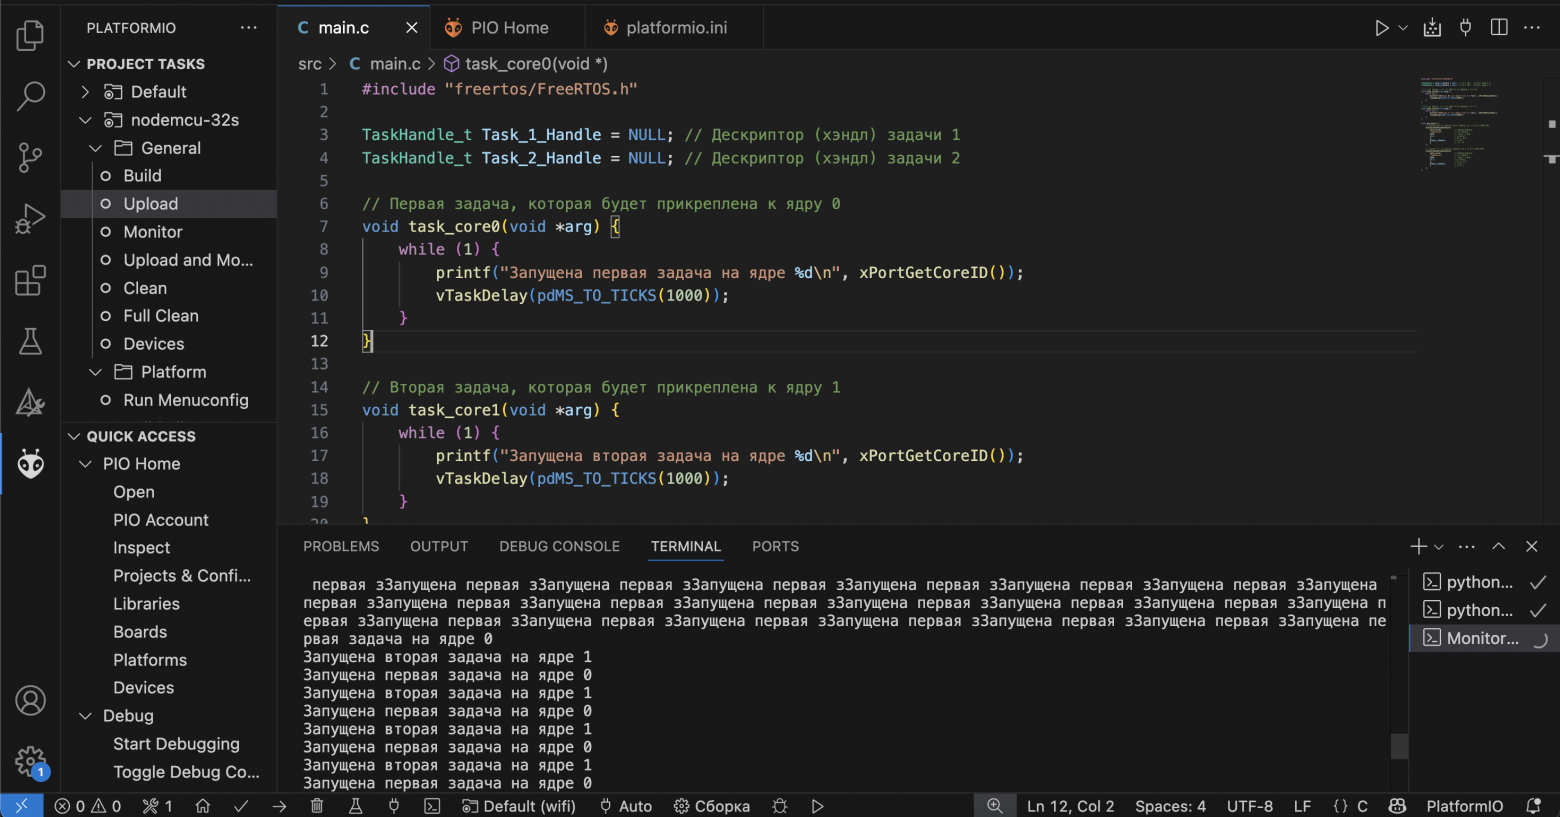 PLATFORMIO ···
PROJECT TASKS
Default
nodemcu-32s
General
Build
Upload
Monitor
Upload and Mo...
Clean
Full Clean
Devices
Platform
Run Menuconfig
QUICK ACCESS
PIO Home
Open
PIO Account
Inspect
Projects & Confi...
Libraries
Boards
Platforms
Devices
Debug
Start Debugging
Toggle Debug Co...
1
C main.c
PIO Home
platformio.ini
src > C main.c > task_core0(void *)
1 #include "freertos/FreeRTOS.h"
2
3 TaskHandle_t Task_1_Handle = NULL; // Дескриптор (хэндл) задачи 1
4 TaskHandle_t Task_2_Handle = NULL; // Дескриптор (хэндл) задачи 2
5
6 // Первая задача, которая будет прикреплена к ядру 0
7 void task_core0(void *arg) {
8 while (1) {
9 printf("Запущена первая задача на ядре %d\n", xPortGetCoreID());
10 vTaskDelay(pdMS_TO_TICKS(1000));
11 }
12 }
13
14 // Вторая задача, которая будет прикреплена к ядру 1
15 void task_core1(void *arg) {
16 while (1) {
17 printf("Запущена вторая задача на ядре %d\n", xPortGetCoreID());
18 vTaskDelay(pdMS_TO_TICKS(1000));
19 }
20 }
PROBLEMS OUTPUT DEBUG CONSOLE TERMINAL PORTS
первая зЗапущена первая зЗапущена первая зЗапущена первая зЗапущена первая зЗапущена первая зЗапущена первая зЗапущена
первая зЗапущена первая зЗапущена первая зЗапущена первая зЗапущена первая зЗапущена первая зЗапущена первая зЗапущена п
ервая зЗапущена первая зЗапущена первая зЗапущена первая зЗапущена первая зЗапущена первая зЗапущена первая зЗапущена пе
рвая задача на ядре 0
Запущена вторая задача на ядре 1
Запущена первая задача на ядре 0
Запущена вторая задача на ядре 1
Запущена первая задача на ядре 0
Запущена вторая задача на ядре 1
Запущена первая задача на ядре 0
Запущена вторая задача на ядре 1
Запущена первая задача на ядре 0
python...
python...
Monitor...
0 0 1 Default (wifi) Auto Сборка Ln 12, Col 2 Spaces: 4 UTF-8 LF {} C PlatformIO